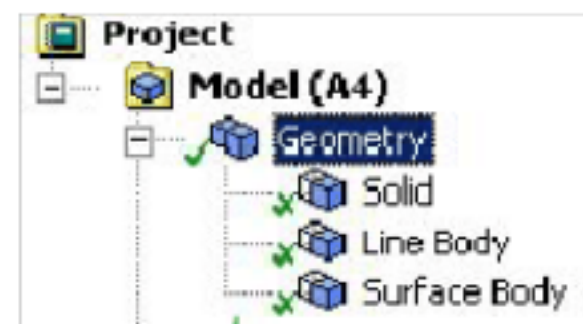 Project
Model (A4)
Geometry
Solid
Line Body
Surface Body